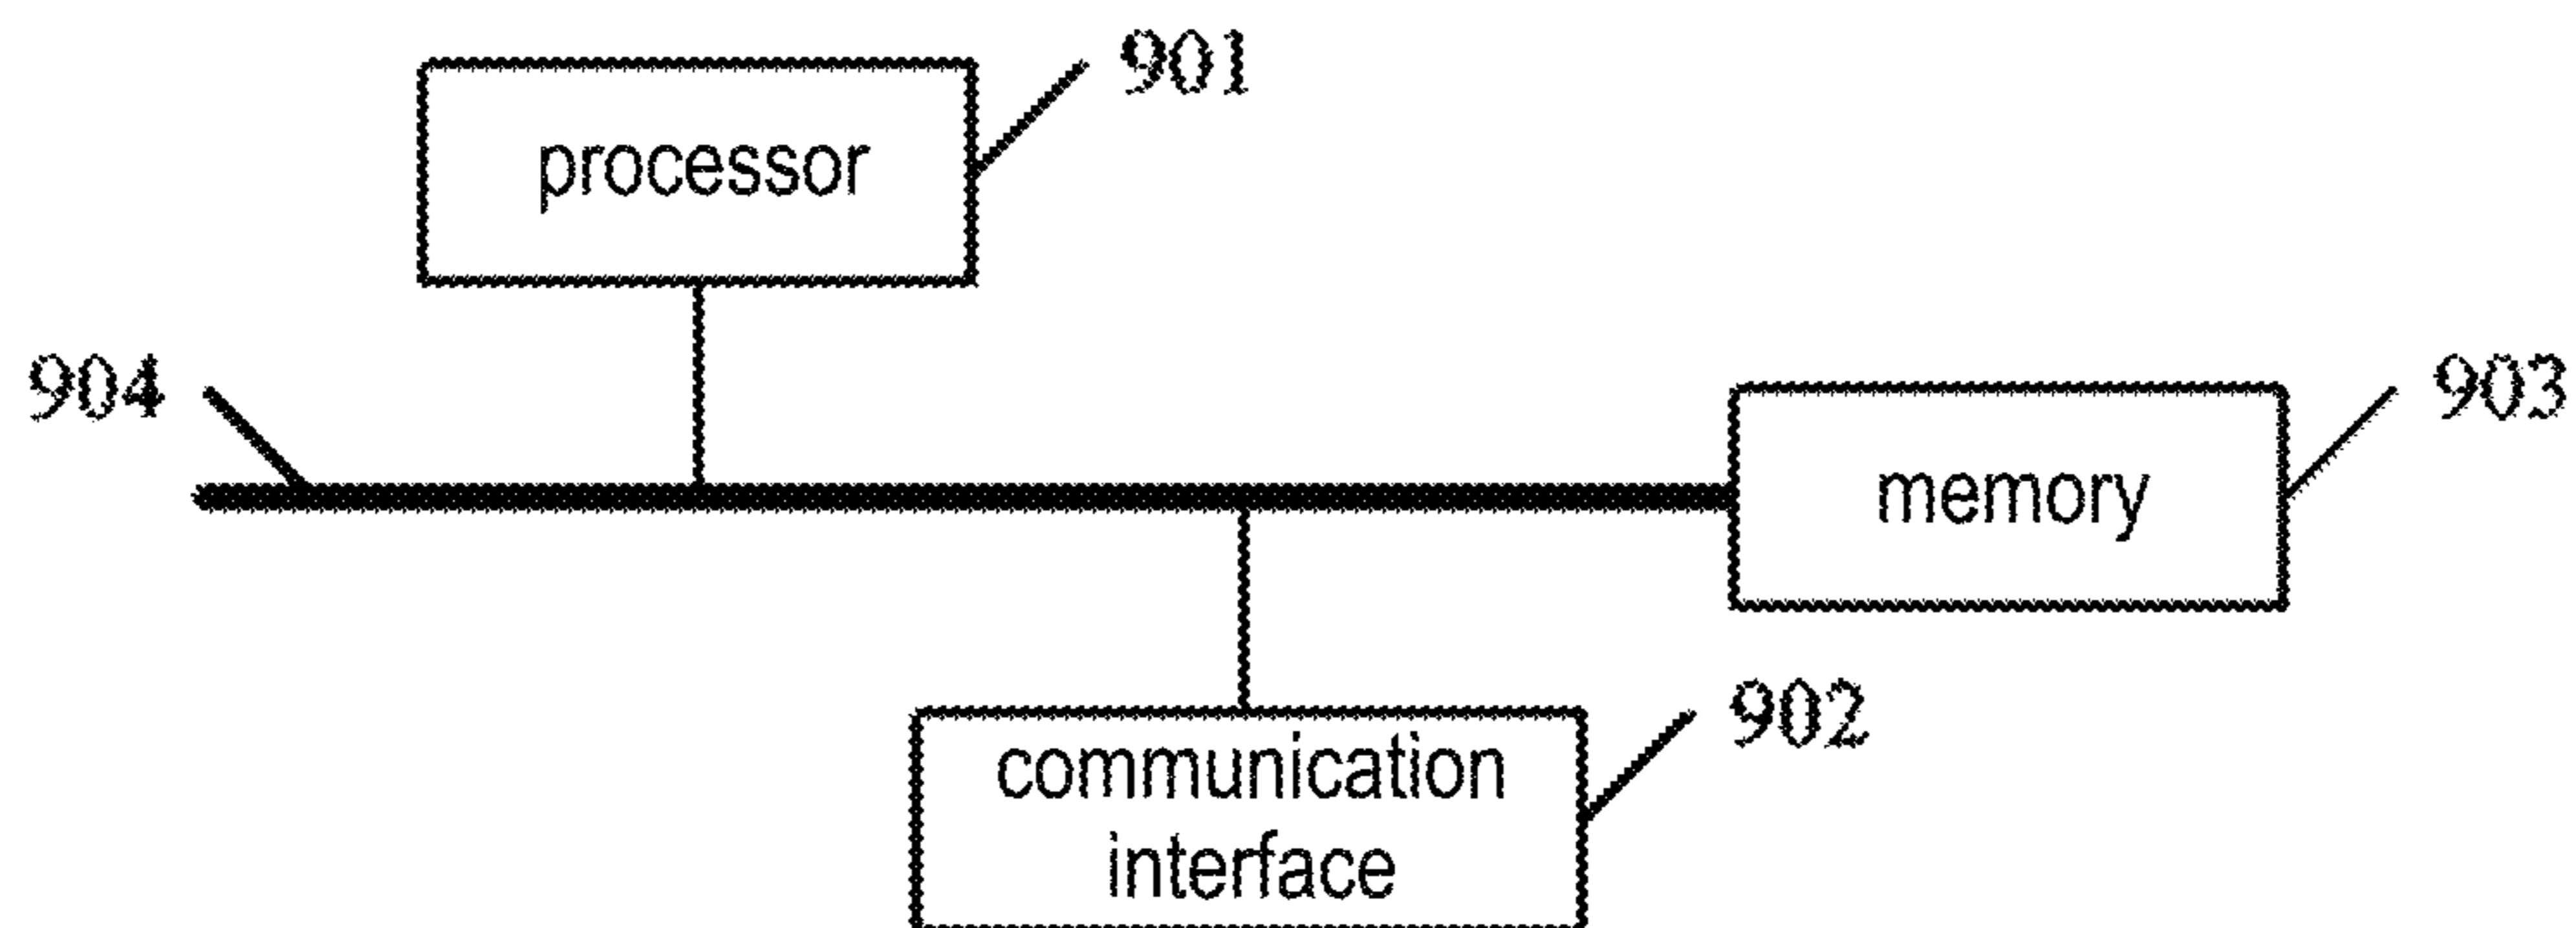 901
processor
904
903
memory
902
communication
interface